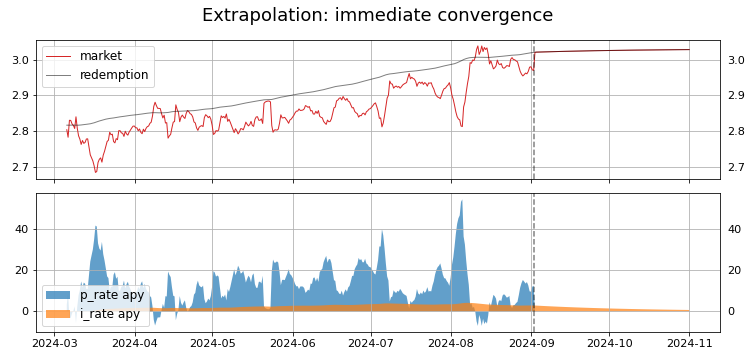 Extrapolation: immediate convergence
market
redemption
3.0 3.0
2.9 2.9
2.8 2.8
2.7 2.7
40 40
20 20
p_rate apy
0 0
i_rate apy
2024-03 2024-04 2024-05 2024-06 2024-07 2024-08 2024-09 2024-10 2024-11